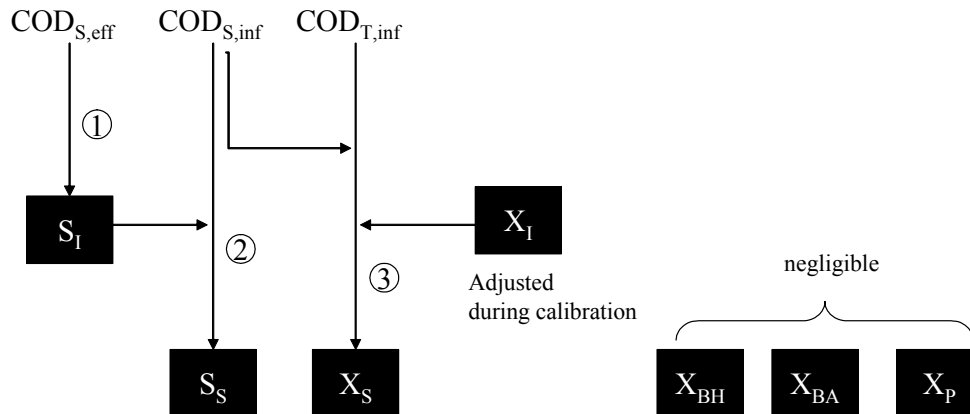 COD_S,eff COD_S,inf COD_T,inf
①
S_I
X_I
②
③
Adjusted
during calibration
negligible
S_S X_S X_BH X_BA X_P